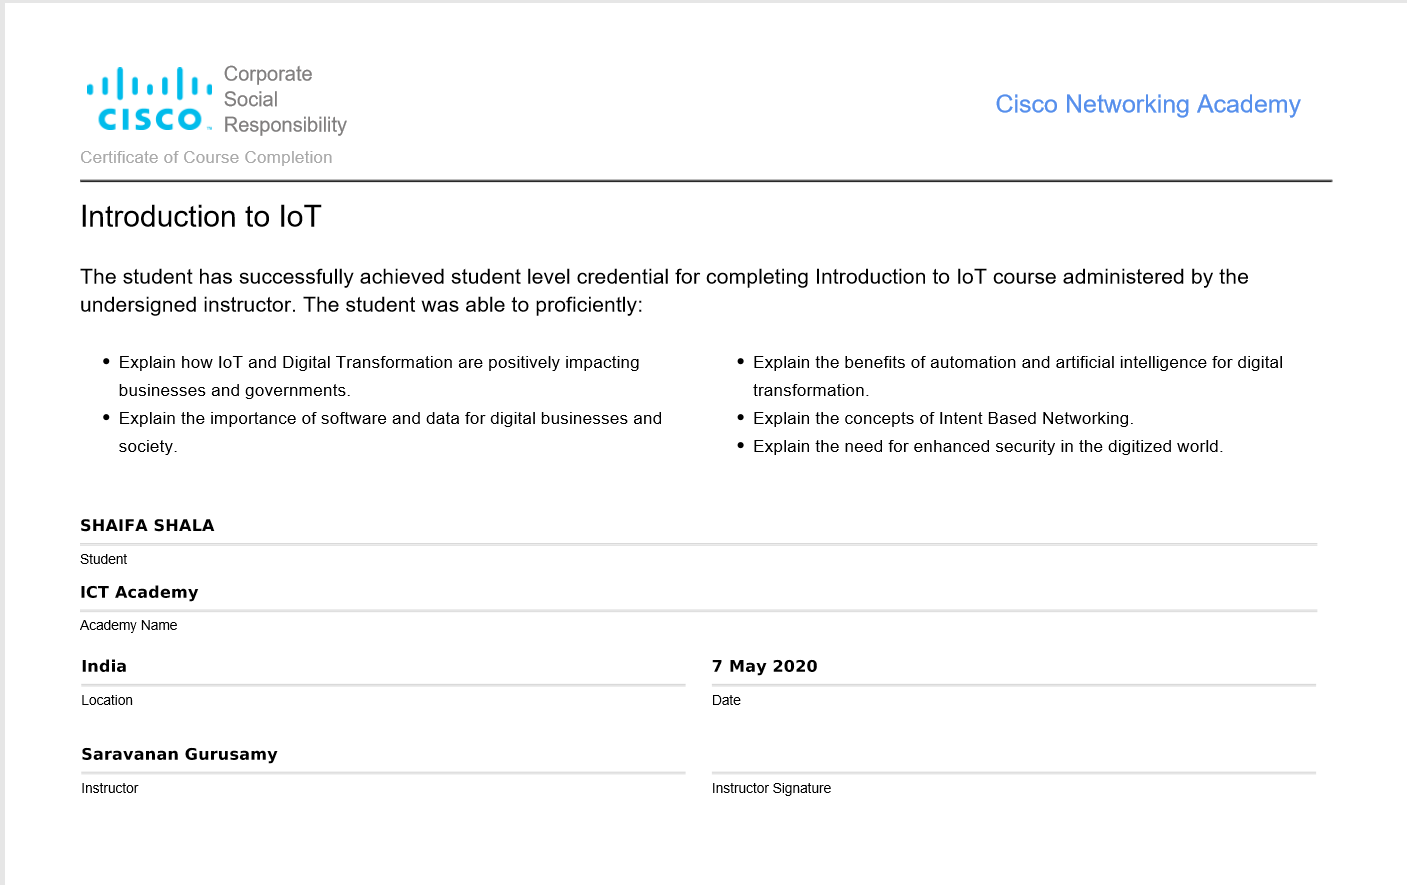 Corporate
Social
Responsibility
CISCO™
Cisco Networking Academy
Certificate of Course Completion
Introduction to IoT
The student has successfully achieved student level credential for completing Introduction to IoT course administered by the
undersigned instructor. The student was able to proficiently:
• Explain how IoT and Digital Transformation are positively impacting
businesses and governments.
• Explain the importance of software and data for digital businesses and
society.
• Explain the benefits of automation and artificial intelligence for digital
transformation.
• Explain the concepts of Intent Based Networking.
• Explain the need for enhanced security in the digitized world.
SHAIFA SHALA
Student
ICT Academy
Academy Name
India
Location
7 May 2020
Date
Saravanan Gurusamy
Instructor
Instructor Signature